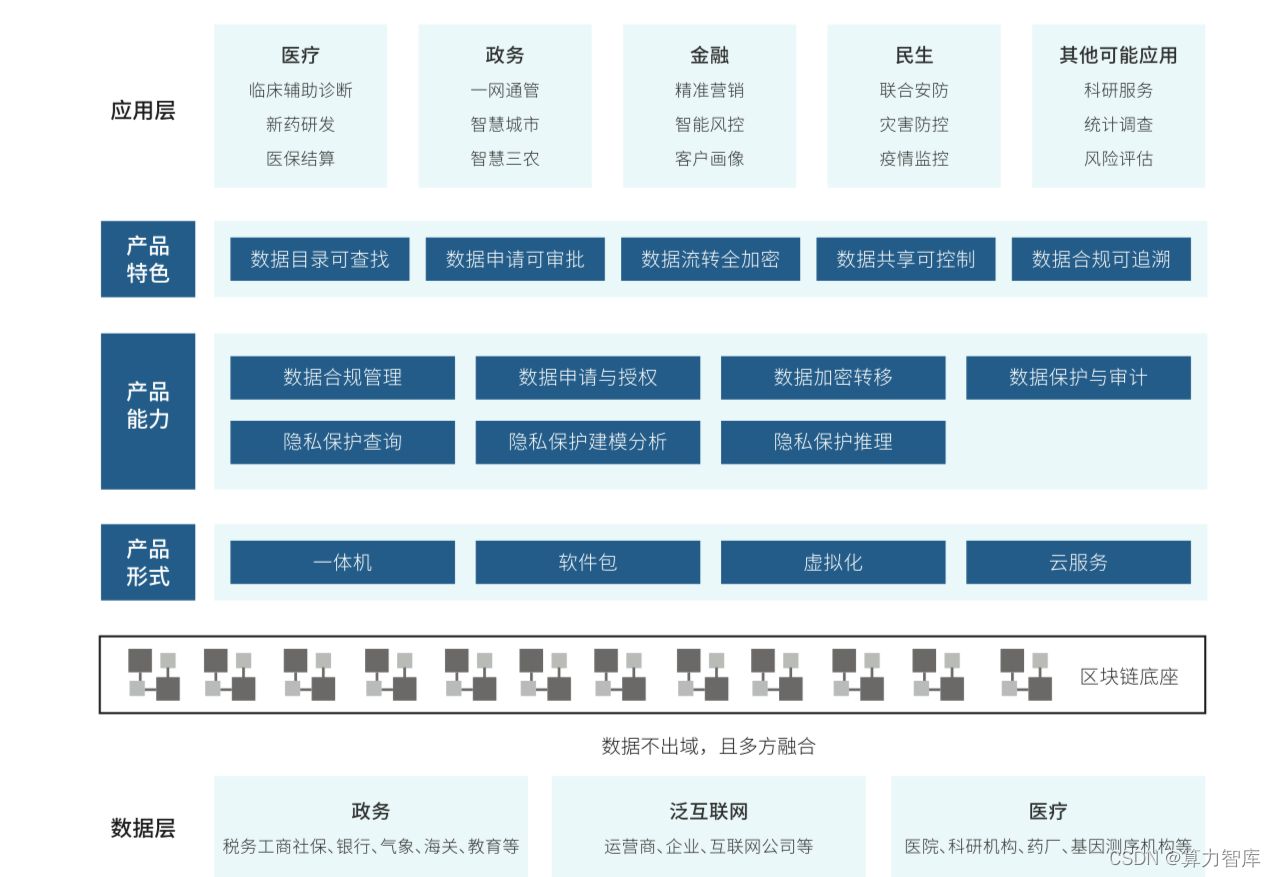 应用层
医疗
临床辅助诊断
新药研发
医保结算
政务
一网通管
智慧城市
智慧三农
金融
精准营销
智能风控
客户画像
民生
联合安防
灾害防控
疫情监控
其他可能应用
科研服务
统计调查
风险评估
产品
特色
数据目录可查找
数据申请可审批
数据流转全加密
数据共享可控制
数据合规可追溯
产品
能力
数据合规管理
数据申请与授权
数据加密转移
数据保护与审计
隐私保护查询
隐私保护建模分析
隐私保护推理
产品
形式
一体机
软件包
虚拟化
云服务
区块链底座
数据不出域，且多方融合
数据层
政务
税务工商社保、银行、气象、海关、教育等
泛互联网
运营商、企业、互联网公司等
医疗
医院、科研机构、药厂、基因测序机构等
CSDN @算力智库